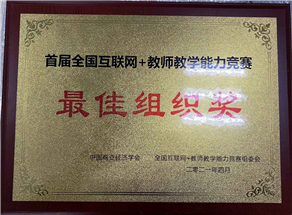 首届全国互联网+教师教学能力竞赛
最佳组织奖
中国商业经济学会 全国互联网+教师教学能力竞赛组委会
二零二一年四月